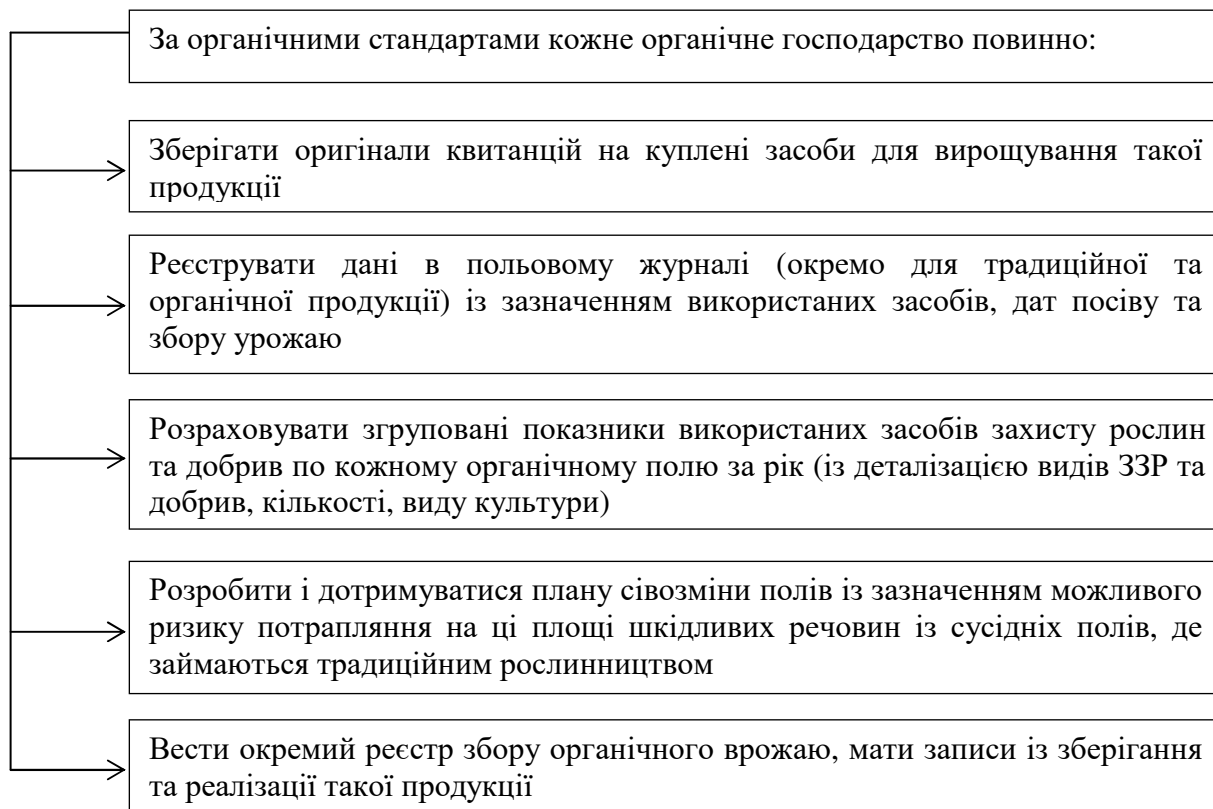 За органічними стандартами кожне органічне господарство повинно:
Зберігати оригінали квитанцій на куплені засоби для вирощування такої
продукції
Реєструвати дані в польовому журналі (окремо для традиційної та
органічної продукції) із зазначенням використаних засобів, дат посіву та
збору урожаю
Розраховувати згруповані показники використаних засобів захисту рослин
та добрив по кожному органічному полю за рік (із деталізацією видів ЗЗР та
добрив, кількості, виду культури)
Розробити і дотримуватися плану сівозміни полів із зазначенням можливого
ризику потрапляння на ці площі шкідливих речовин із сусідніх полів, де
займаються традиційним рослинництвом
Вести окремий реєстр збору органічного врожаю, мати записи із зберігання
та реалізації такої продукції